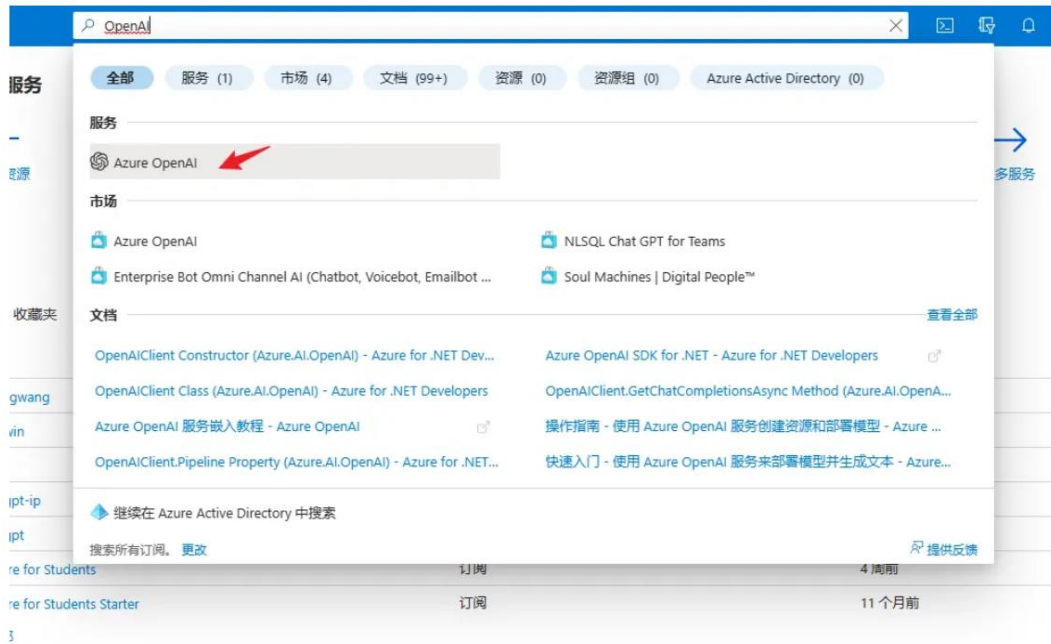 OpenAI
全部 服务 (1) 市场 (4) 文档 (99+) 资源 (0) 资源组 (0) Azure Active Directory (0)
服务
服务
Azure OpenAI
资源
多服务
市场
Azure OpenAI
NLSQL Chat GPT for Teams
Enterprise Bot Omni Channel AI (Chatbot, Voicebot, Emailbot ...
Soul Machines | Digital People™
收藏夹
文档
查看全部
OpenAIClient Constructor (Azure.AI.OpenAI) - Azure for .NET Dev...
Azure OpenAI SDK for .NET - Azure for .NET Developers
OpenAIClient Class (Azure.AI.OpenAI) - Azure for .NET Developers
OpenAIClient.GetChatCompletionsAsync Method (Azure.AI.OpenA...
gwang
Azure OpenAI 服务嵌入教程 - Azure OpenAI
操作指南 - 使用 Azure OpenAI 服务创建资源和部署模型 - Azure ...
vin
OpenAIClient.Pipeline Property (Azure.AI.OpenAI) - Azure for .NET...
快速入门 - 使用 Azure OpenAI 服务来部署模型并生成文本 - Azure...
gpt-ip
继续在 Azure Active Directory 中搜索
gpt
搜索所有订阅。 更改
提供反馈
re for Students 订阅 4 周前
re for Students Starter 订阅 11 个月前